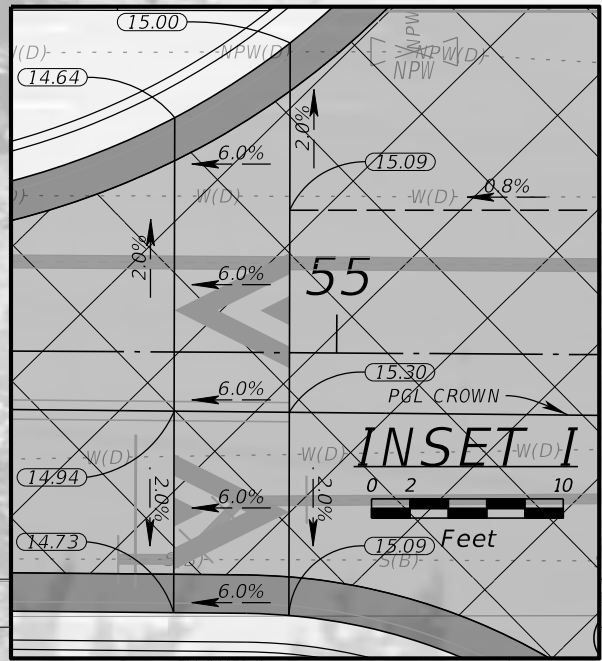 15.00
(D)
NPW(D)
NPW
NPW(D)
NPW
14.64
2.0%
6.0%
15.09
D)
W(D)
W(D)
0.8%
2.0%
6.0%
55
15.30
6.0%
PGL CROWN
W(D)
W(D)
INSET I
W(D)
14.94
2.0%
6.0%
2.0%
0 2 10
Feet
14.73
15.09
S(B)
6.0%